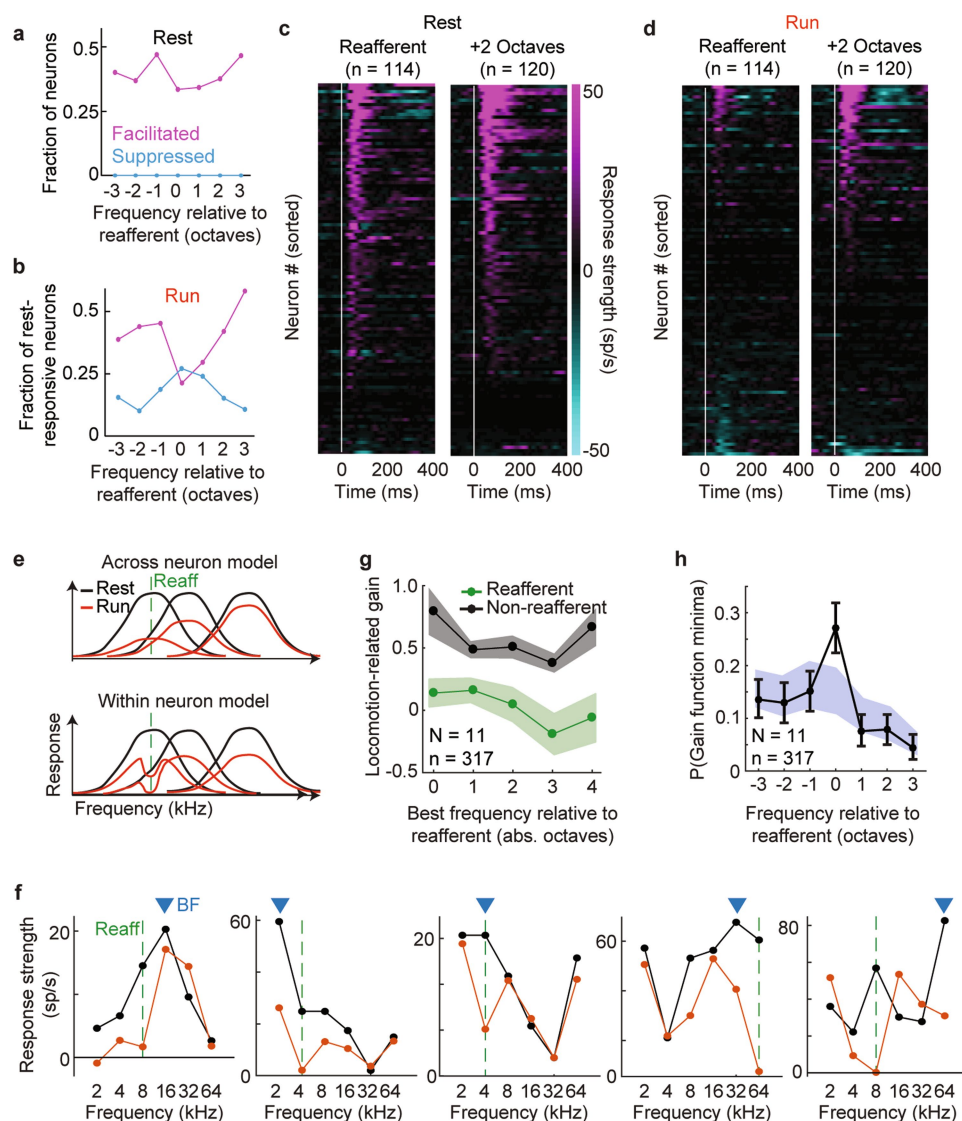 a
Rest
0.5
0.25
0
Fraction of neurons
Facilitated
Suppressed
-3 -2 -1 0 1 2 3
Frequency relative to
reafferent (octaves)
b
Run
0.5
0.25
0
Fraction of rest-
responsive neurons
-3 -2 -1 0 1 2 3
Frequency relative to
reafferent (octaves)
c
Rest
Reafferent
(n = 114)
+2 Octaves
(n = 120)
Neuron # (sorted)
0 200 400
Time (ms)
0 200 400
Time (ms)
50
0
-50
Response strength (sp/s)
d
Run
Reafferent
(n = 114)
+2 Octaves
(n = 120)
Neuron # (sorted)
0 200 400
Time (ms)
0 200 400
Time (ms)
e
Across neuron model
Reaff
Rest
Run
Within neuron model
Response
Frequency (kHz)
g
1.0
0.5
0
-0.5
Locomotion-related gain
Reafferent
Non-reafferent
N = 11
n = 317
0 1 2 3 4
Best frequency relative to
reafferent (abs. octaves)
h
0.3
0.2
0.1
0
P(Gain function minima)
N = 11
n = 317
-3 -2 -1 0 1 2 3
Frequency relative to
reafferent (octaves)
f
BF
Reaff
Response strength
(sp/s)
20
0
2 4 8 16 32 64
Frequency (kHz)
60
0
2 4 8 16 32 64
Frequency (kHz)
20
0
2 4 8 16 32 64
Frequency (kHz)
60
0
2 4 8 16 32 64
Frequency (kHz)
80
0
2 4 8 16 32 64
Frequency (kHz)